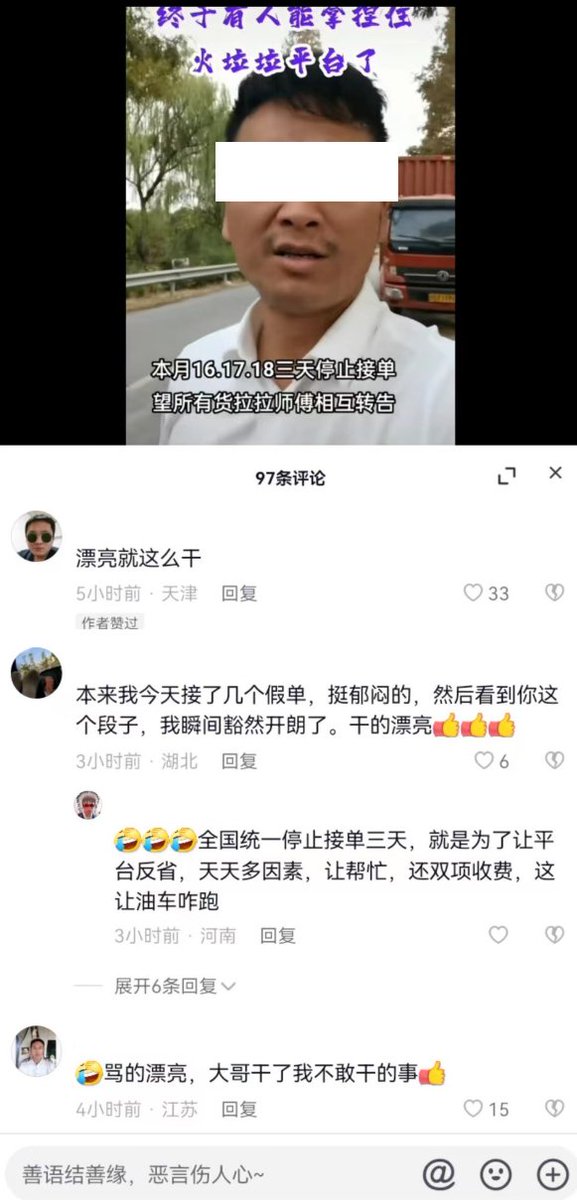 终于有人能拿捏住
火垃垃平台了
本月16.17.18三天停止接单
望所有货拉拉师傅相互转告
97条评论
漂亮就这么干
5小时前 · 天津 回复 33
作者赞过
本来我今天接了几个假单，挺郁闷的，然后看到你这
个段子，我瞬间豁然开朗了。干的漂亮👍👍👍
3小时前 · 湖北 回复 6
🤣🤣🤣全国统一停止接单三天，就是为了让平
台反省，天天多因素，让帮忙，还双项收费，这
让油车咋跑
3小时前 · 河南 回复
展开6条回复
🤣骂的漂亮，大哥干了我不敢干的事👍
4小时前 · 江苏 回复 15
善语结善缘，恶言伤人心~